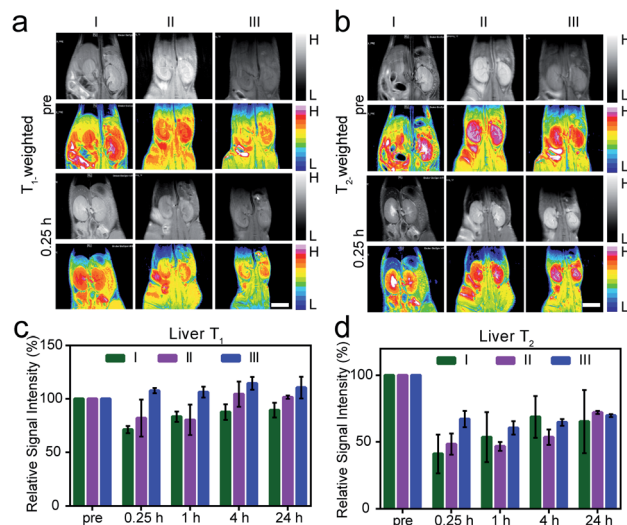 a
I II III
T1-weighted
pre
0.25 h
H
L
H
L
H
L
H
L
b
I II III
T2-weighted
pre
0.25 h
H
L
H
L
H
L
H
L
c
Liver T1
Relative Signal Intensity (%)
I II III
150
100
50
0
pre 0.25 h 1 h 4 h 24 h
d
Liver T2
Relative Signal Intensity (%)
I II III
100
50
0
pre 0.25 h 1 h 4 h 24 h